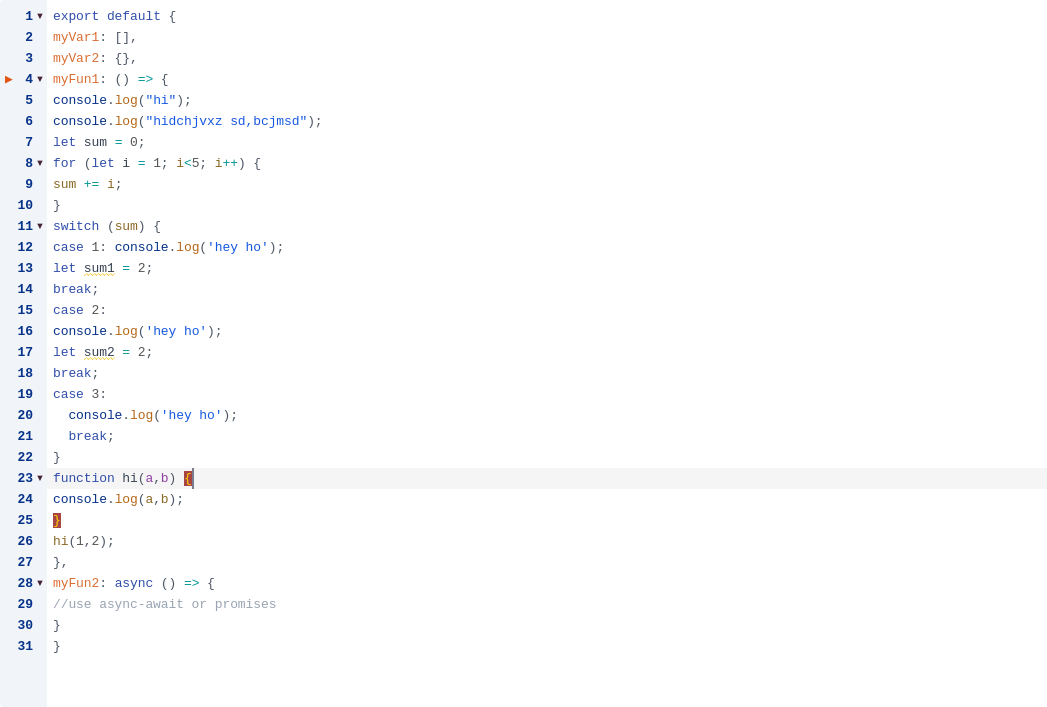 1 export default {
2 myVar1: [],
3 myVar2: {},
4 myFun1: () => {
5 console.log("hi");
6 console.log("hidchjvxz sd,bcjmsd");
7 let sum = 0;
8 for (let i = 1; i<5; i++) {
9 sum += i;
10 }
11 switch (sum) {
12 case 1: console.log('hey ho');
13 let sum1 = 2;
14 break;
15 case 2:
16 console.log('hey ho');
17 let sum2 = 2;
18 break;
19 case 3:
20   console.log('hey ho');
21   break;
22 }
23 function hi(a,b) {
24 console.log(a,b);
25 }
26 hi(1,2);
27 },
28 myFun2: async () => {
29 //use async-await or promises
30 }
31 }